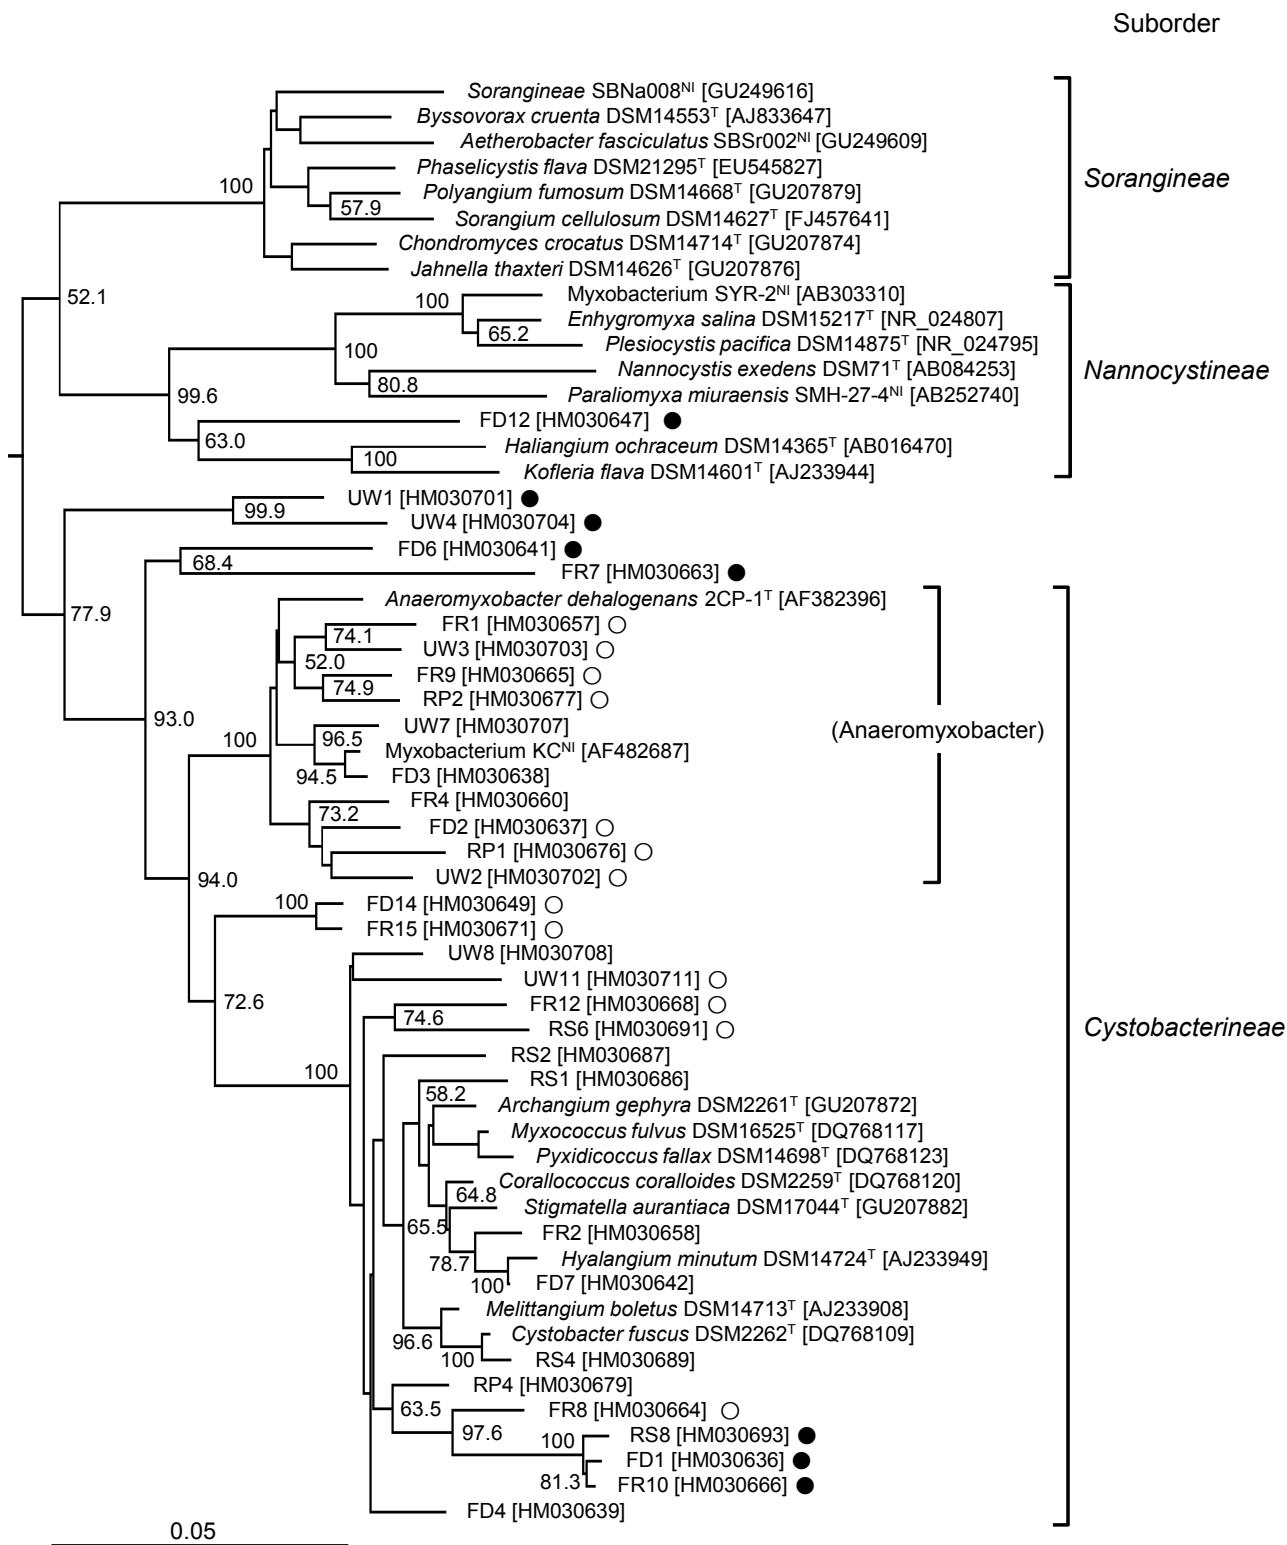 Suborder
Sorangineae SBNa008NI [GU249616]
Byssovorax cruenta DSM14553T [AJ833647]
Aetherobacter fasciculatus SBSr002NI [GU249609]
Phaselicystis flava DSM21295T [EU545827]
100
Sorangineae
Polyangium fumosum DSM14668T [GU207879]
57.9
Sorangium cellulosum DSM14627T [FJ457641]
Chondromyces crocatus DSM14714T [GU207874]
Jahnella thaxteri DSM14626T [GU207876]
52.1
Myxobacterium SYR-2NI [AB303310]
100
Enhygromyxa salina DSM15217T [NR_024807]
65.2
Plesiocystis pacifica DSM14875T [NR_024795]
100
Nannocystis exedens DSM71T [AB084253]
Nannocystineae
80.8
Paraliomyxa miuraensis SMH-27-4NI [AB252740]
99.6
FD12 [HM030647] ●
63.0
Haliangium ochraceum DSM14365T [AB016470]
100
Kofleria flava DSM14601T [AJ233944]
UW1 [HM030701] ●
99.9
UW4 [HM030704] ●
FD6 [HM030641] ●
68.4
FR7 [HM030663] ●
77.9
Anaeromyxobacter dehalogenans 2CP-1T [AF382396]
FR1 [HM030657] ○
74.1
UW3 [HM030703] ○
52.0
FR9 [HM030665] ○
74.9
RP2 [HM030677] ○
93.0
UW7 [HM030707]
(Anaeromyxobacter)
100
96.5
Myxobacterium KCNI [AF482687]
94.5
FD3 [HM030638]
FR4 [HM030660]
73.2
FD2 [HM030637] ○
RP1 [HM030676] ○
UW2 [HM030702] ○
94.0
100
FD14 [HM030649] ○
FR15 [HM030671] ○
UW8 [HM030708]
UW11 [HM030711] ○
72.6
FR12 [HM030668] ○
74.6
RS6 [HM030691] ○
Cystobacterineae
RS2 [HM030687]
100
RS1 [HM030686]
58.2
Archangium gephyra DSM2261T [GU207872]
Myxococcus fulvus DSM16525T [DQ768117]
Pyxidicoccus fallax DSM14698T [DQ768123]
Corallococcus coralloides DSM2259T [DQ768120]
64.8
Stigmatella aurantiaca DSM17044T [GU207882]
65.5
FR2 [HM030658]
78.7
Hyalangium minutum DSM14724T [AJ233949]
100
FD7 [HM030642]
Melittangium boletus DSM14713T [AJ233908]
96.6
Cystobacter fuscus DSM2262T [DQ768109]
100
RS4 [HM030689]
RP4 [HM030679]
63.5
FR8 [HM030664] ○
97.6
100
RS8 [HM030693] ●
FD1 [HM030636] ●
81.3
FR10 [HM030666] ●
FD4 [HM030639]
0.05